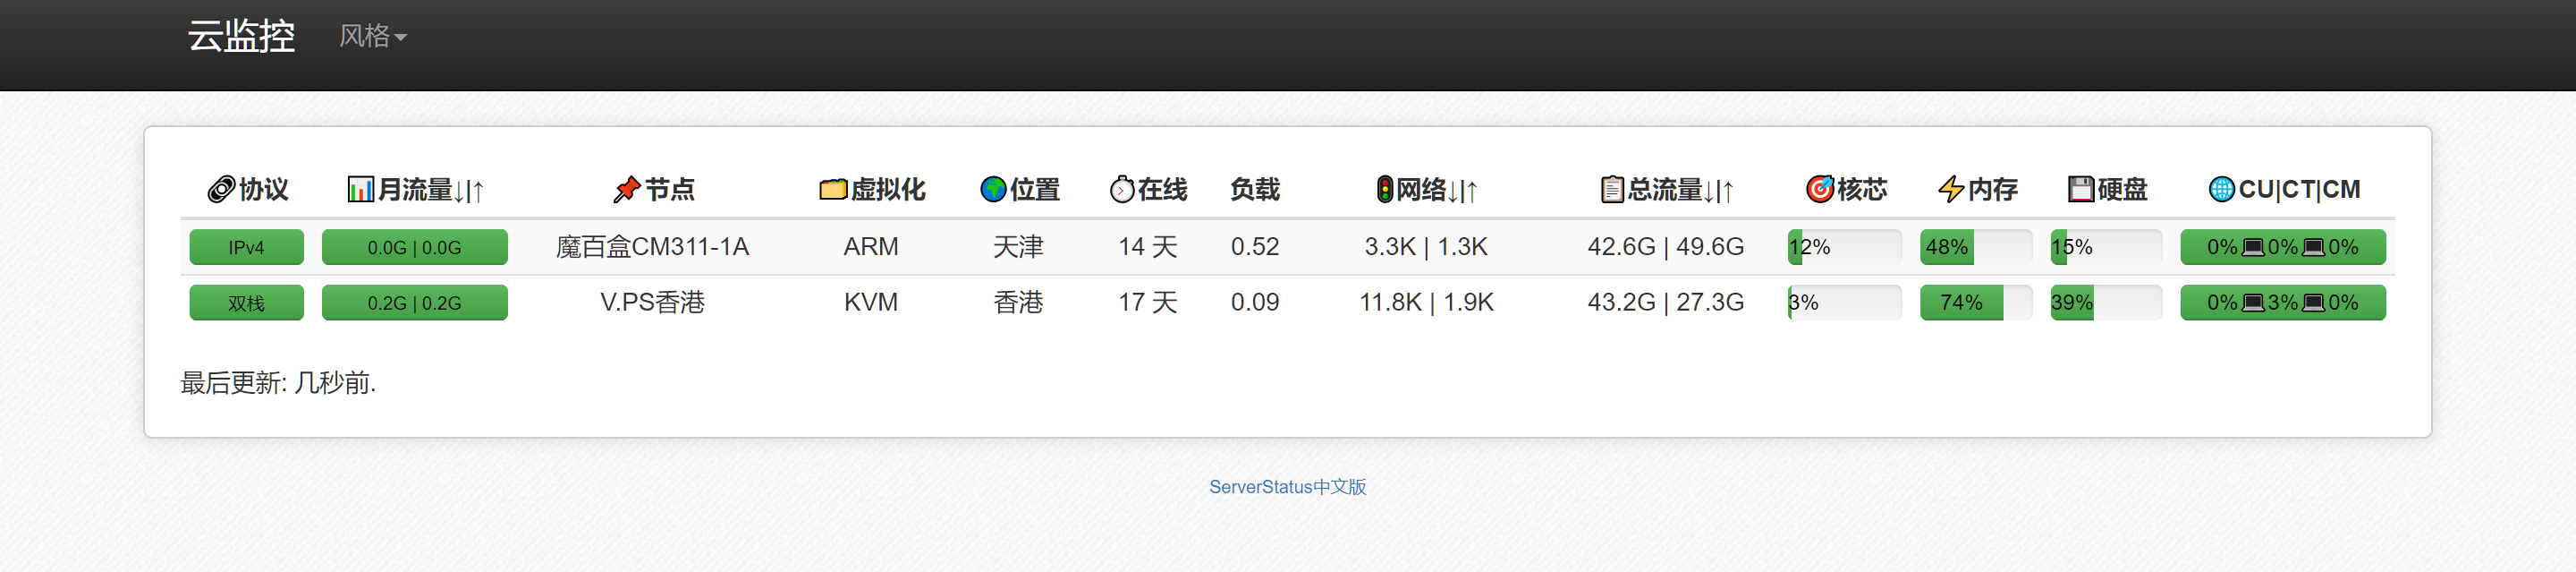 云监控 风格
协议 月流量↓|↑ 节点 虚拟化 位置 在线 负载 网络↓|↑ 总流量↓|↑ 核芯 内存 硬盘 CU|CT|CM
IPv4 0.0G | 0.0G 魔百盒CM311-1A ARM 天津 14 天 0.52 3.3K | 1.3K 42.6G | 49.6G 12% 48% 15% 0%💻0%💻0%
双栈 0.2G | 0.2G V.PS香港 KVM 香港 17 天 0.09 11.8K | 1.9K 43.2G | 27.3G 3% 74% 39% 0%💻3%💻0%
最后更新: 几秒前.
ServerStatus中文版